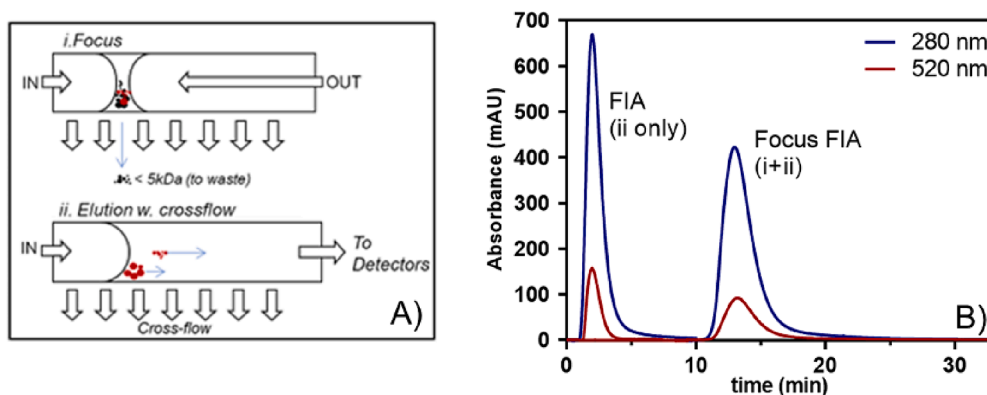 i.Focus
IN
OUT
< 5kDa (to waste)
ii. Elution w. crossflow
IN
To
Detectors
Cross-flow
A)
700
600
500
400
300
200
100
0
Absorbance (mAU)
280 nm
520 nm
FIA
(ii only)
Focus FIA
(i+ii)
B)
0 10 20 30
time (min)